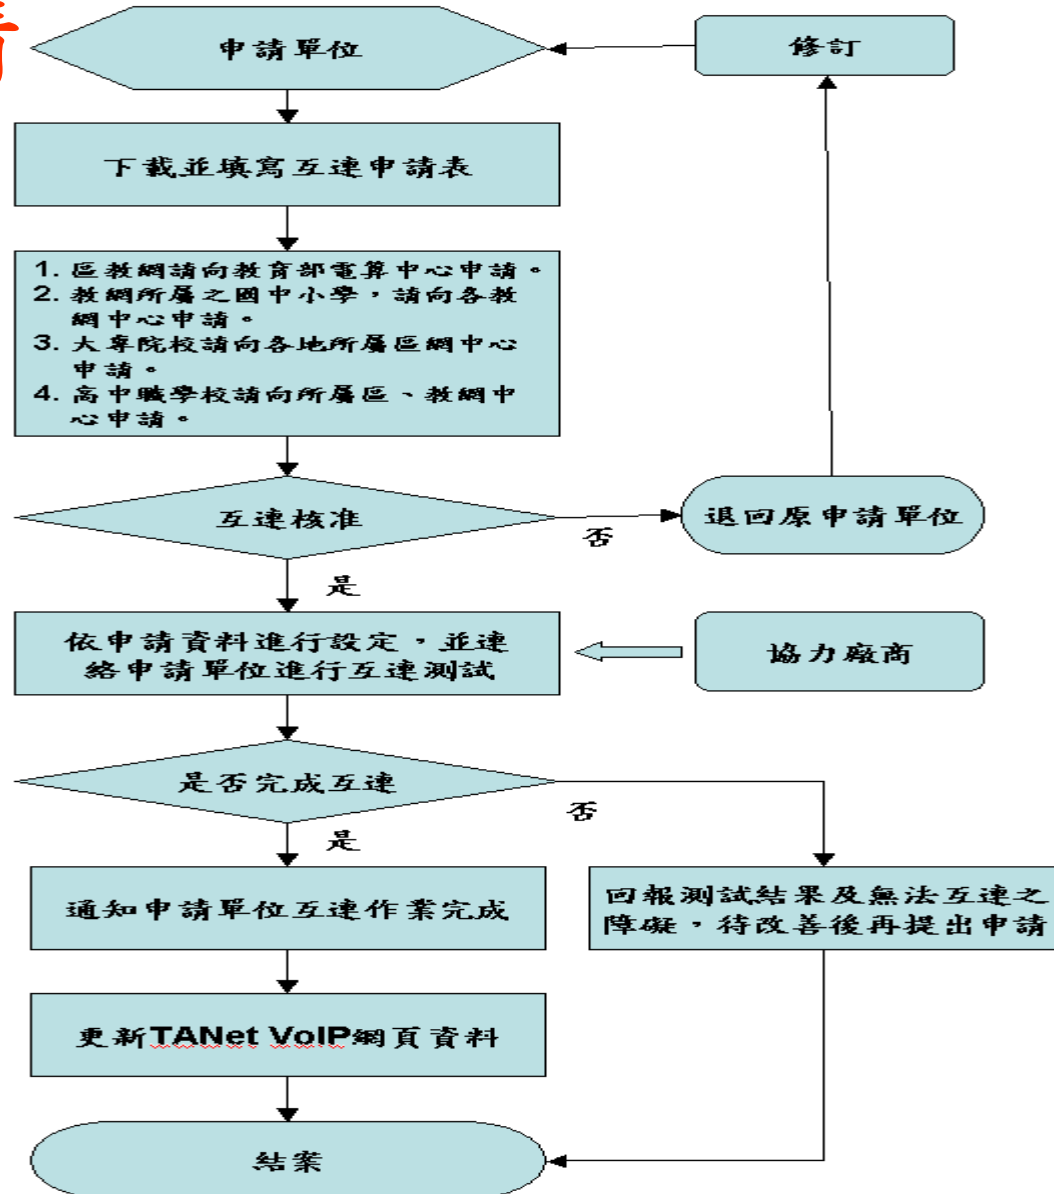 申請單位
修訂
下載並填寫互連申請表
1. 區教網請向教育部電算中心申請。
2. 教網所屬之國中小學，請向各教
網中心申請。
3. 大專院校請向各地所屬區網中心
申請。
4. 高中職學校請向所屬區、教網中
心申請。
互連核准
否
退回原申請單位
是
依申請資料進行設定，並連
絡申請單位進行互連測試
協力廠商
是否完成互連
否
是
通知申請單位互連作業完成
回報測試結果及無法互連之
障礙，待改善後再提出申請
更新TANet VoIP網頁資料
結案